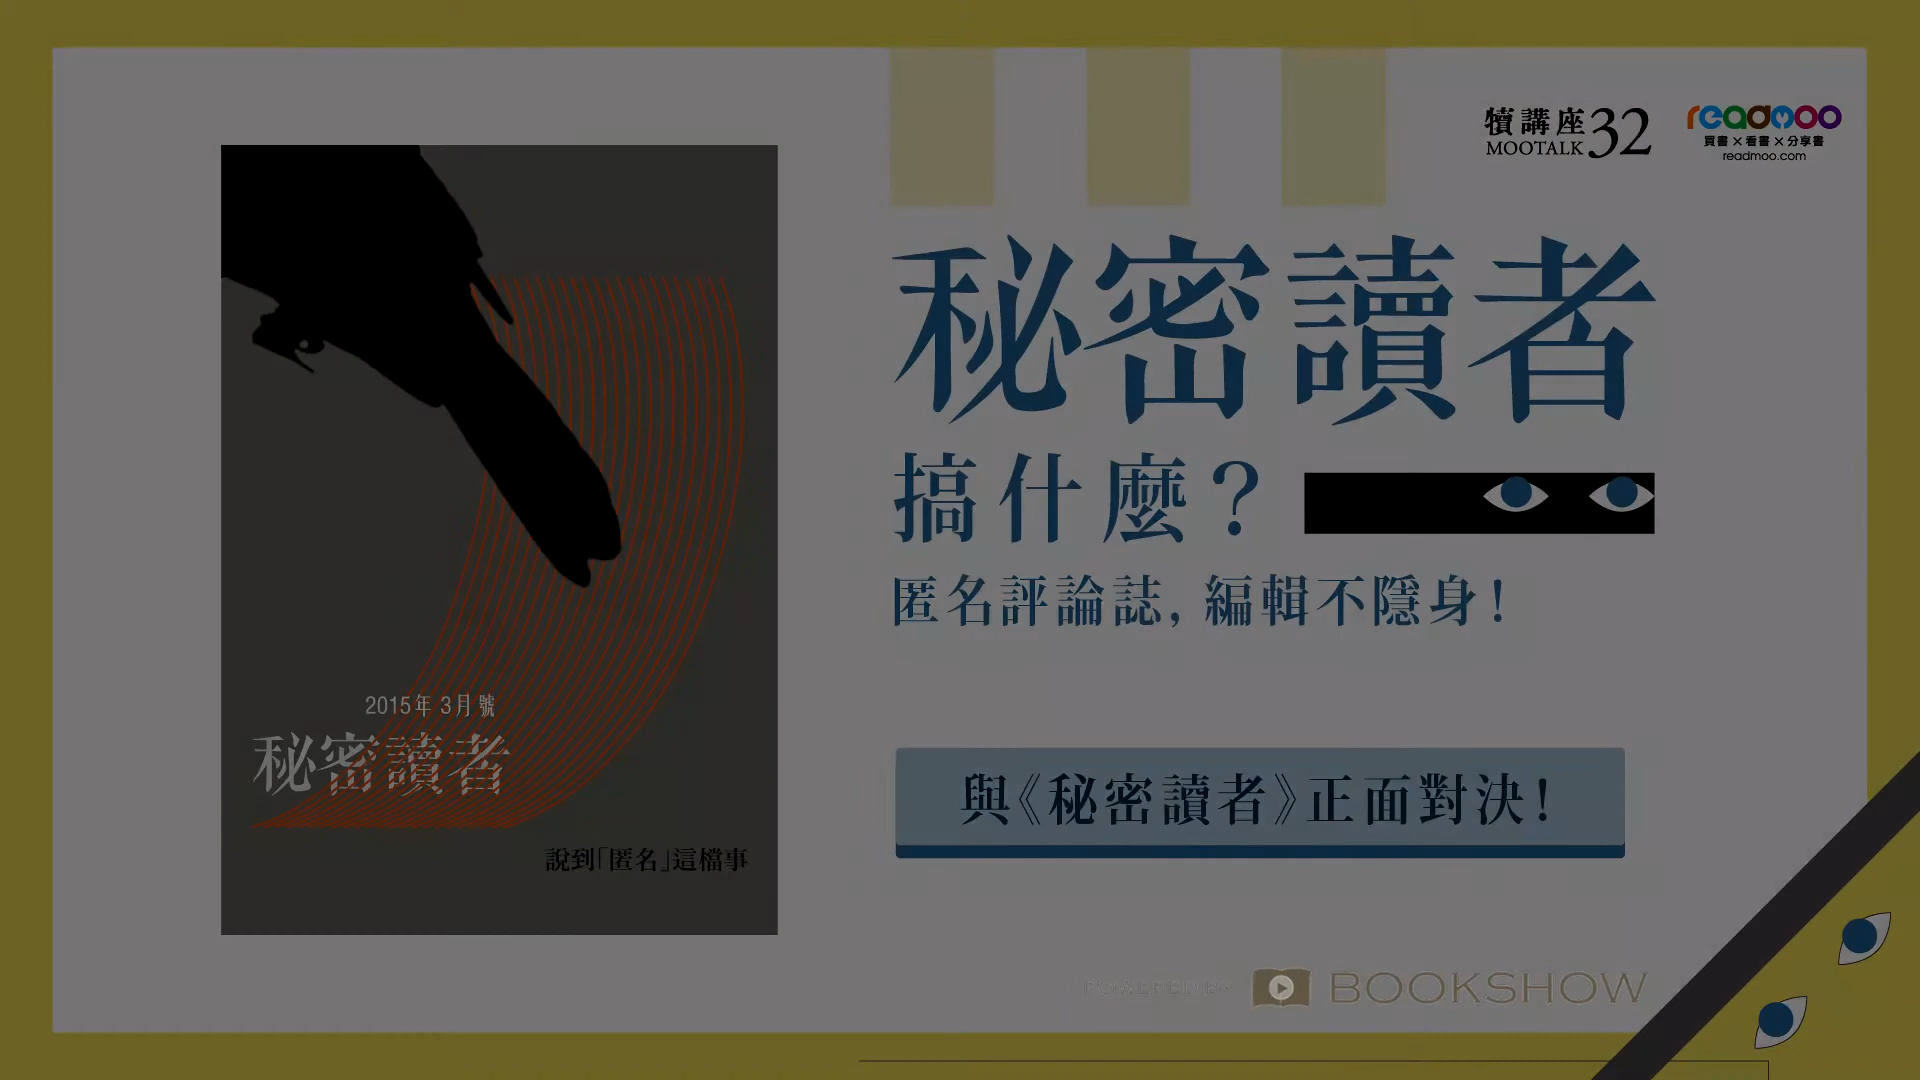 犢講座32
MOOTALK
readmoo
買書×看書×分享書
readmoo.com
秘密讀者
搞什麼？
匿名評論誌，編輯不隱身！
與《秘密讀者》正面對決！
2015年 3月號
秘密讀者
說到「匿名」這檔事
POWERED BY
BOOKSHOW